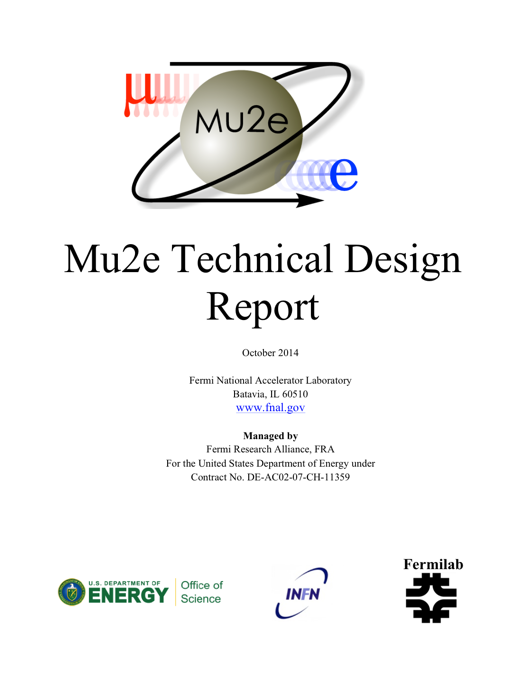 μ
Mu2e
e
Mu2e Technical Design
Report
October 2014
Fermi National Accelerator Laboratory
Batavia, IL 60510
www.fnal.gov
Managed by
Fermi Research Alliance, FRA
For the United States Department of Energy under
Contract No. DE-AC02-07-CH-11359
Fermilab
U.S. DEPARTMENT OF
ENERGY
Office of
Science
INFN